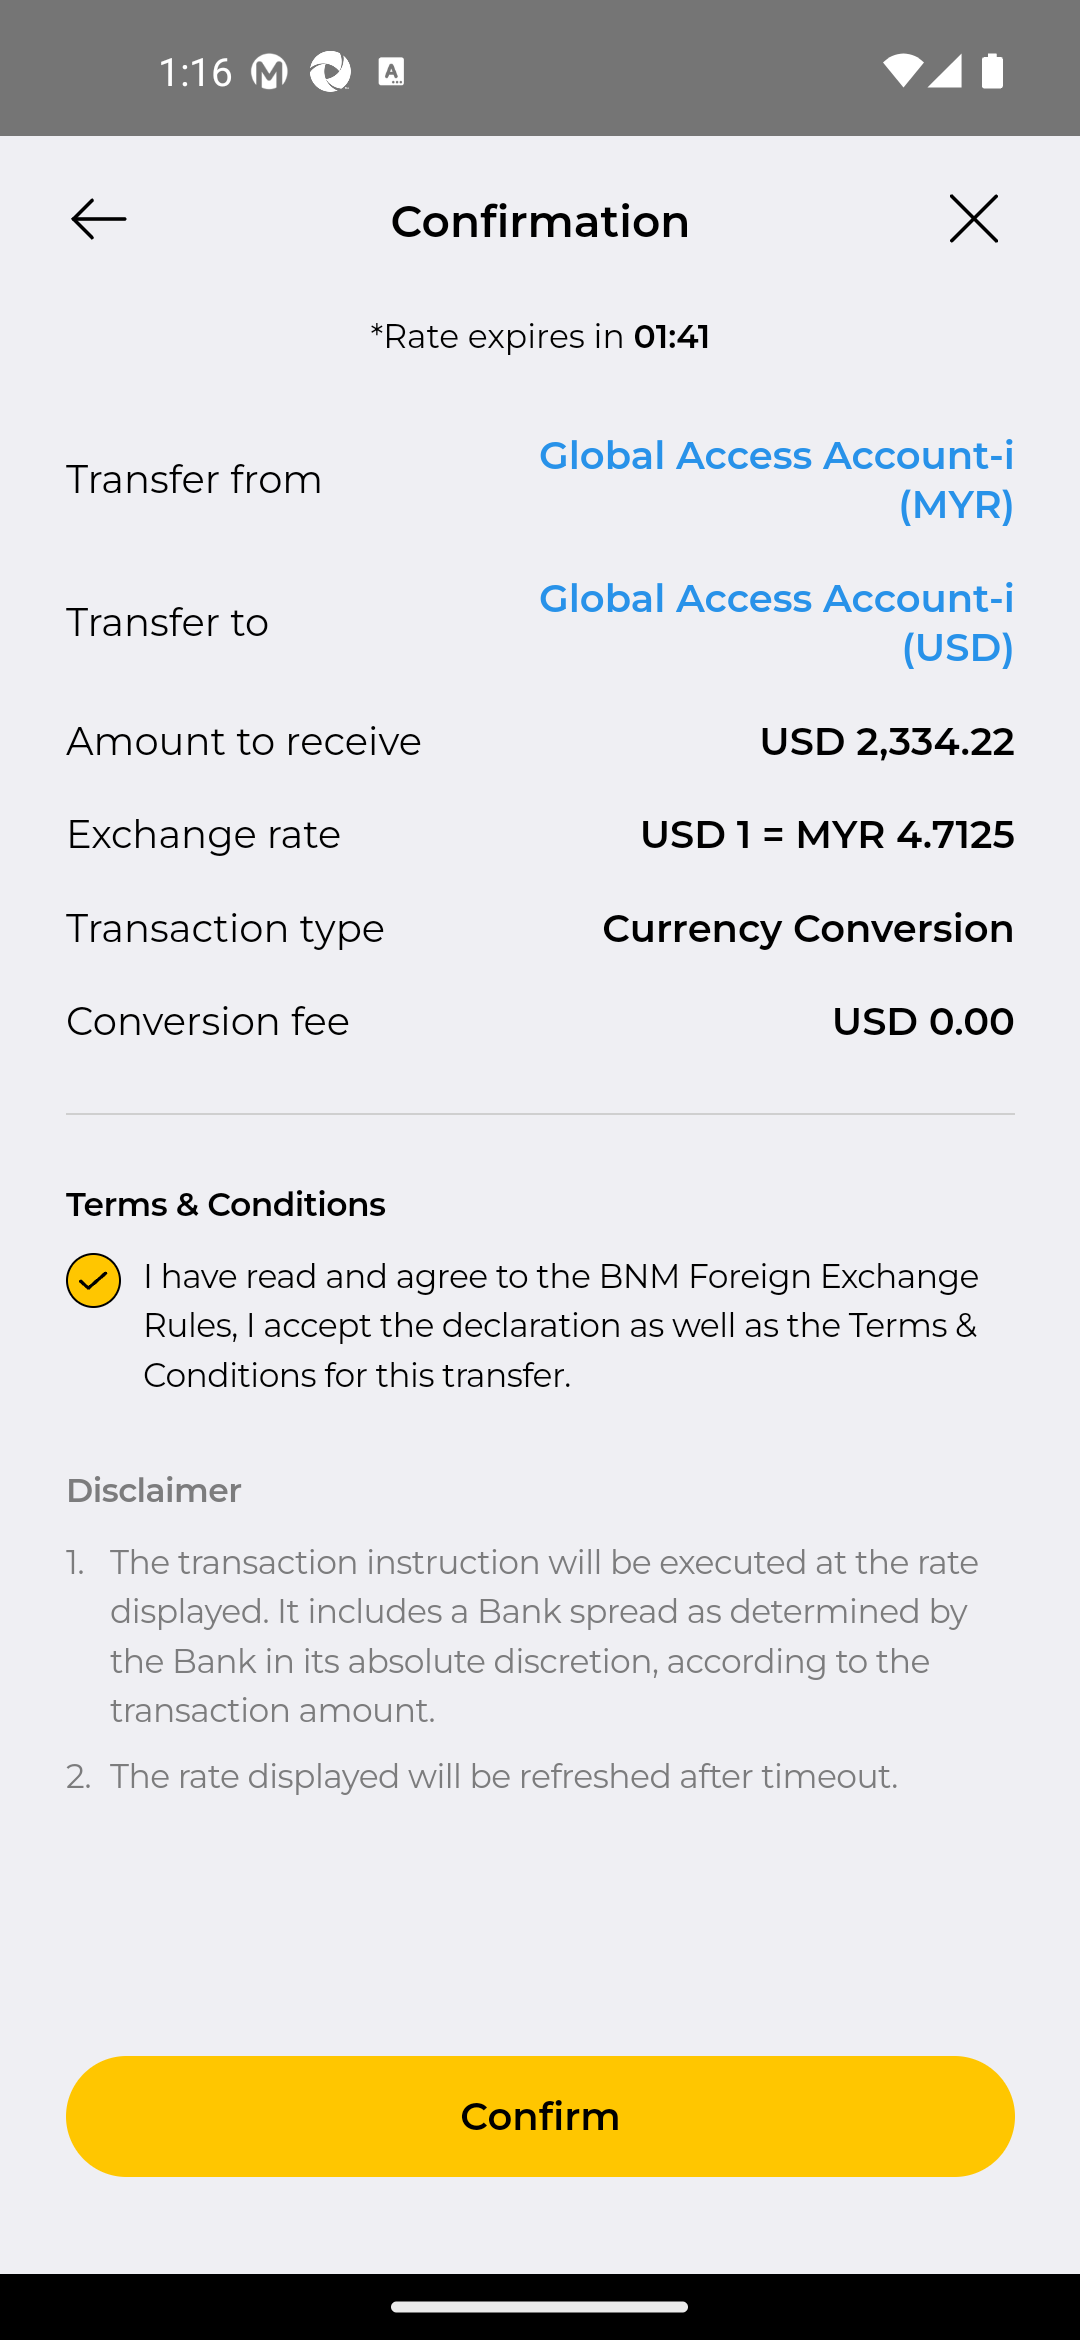 1:16
Confirmation
*Rate expires in 01:41
Transfer from
Global Access Account-i
(MYR)
Transfer to
Global Access Account-i
(USD)
Amount to receive
USD 2,334.22
Exchange rate
USD 1 = MYR 4.7125
Transaction type
Currency Conversion
Conversion fee
USD 0.00
Terms & Conditions
I have read and agree to the BNM Foreign Exchange
Rules, I accept the declaration as well as the Terms &
Conditions for this transfer.
Disclaimer
1. The transaction instruction will be executed at the rate
displayed. It includes a Bank spread as determined by
the Bank in its absolute discretion, according to the
transaction amount.
2. The rate displayed will be refreshed after timeout.
Confirm